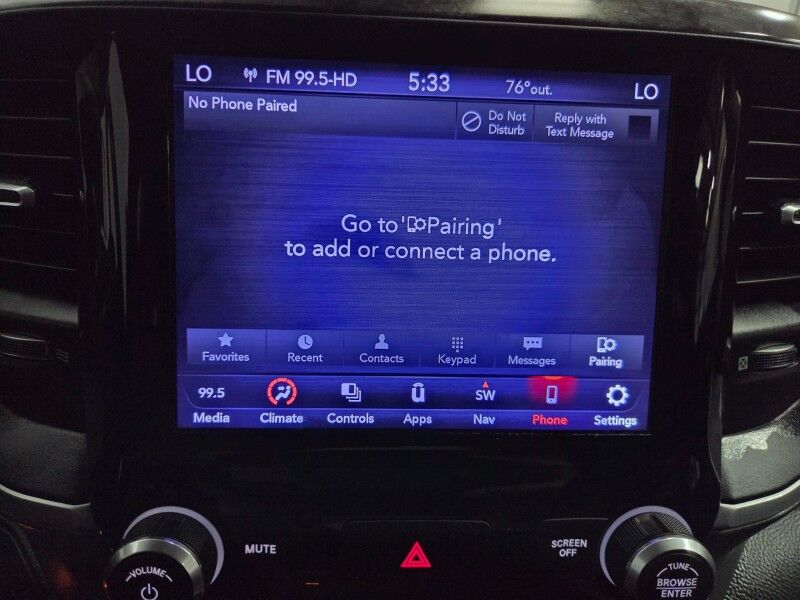 LO FM 99.5-HD 5:33 76°out. LO
No Phone Paired
Do Not
Disturb
Reply with
Text Message
Go to 'Pairing'
to add or connect a phone.
Favorites Recent Contacts Keypad Messages Pairing
99.5 SW
Media Climate Controls Apps Nav Phone Settings
MUTE
SCREEN
OFF
VOLUME
TUNE
BROWSE
ENTER